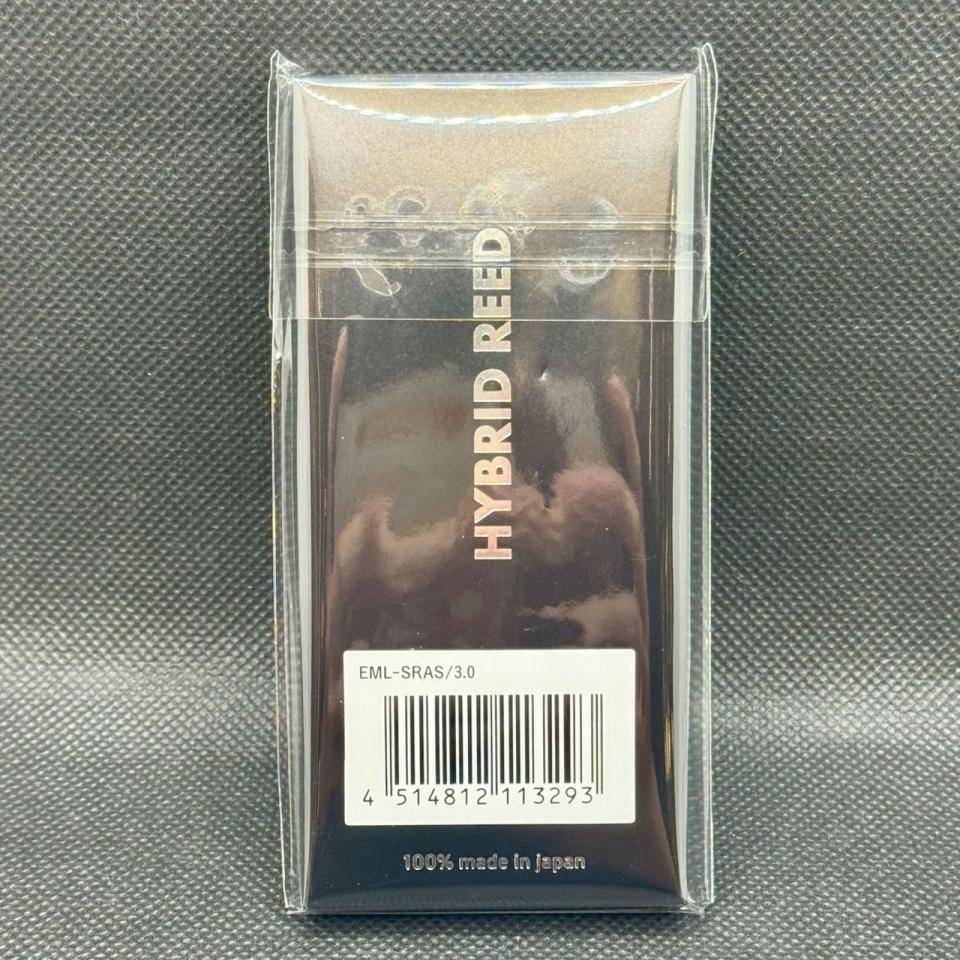 HYBRID REED
EML-SRAS/3.0
4 514812 113293
100% made in japan